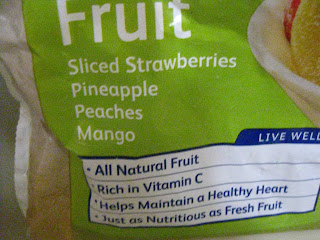 Fruit
Sliced Strawberries
Pineapple
Peaches
Mango
LIVE WELL
• All Natural Fruit
• Rich in Vitamin C
• Helps Maintain a Healthy Heart
• Just as Nutritious as Fresh Fruit